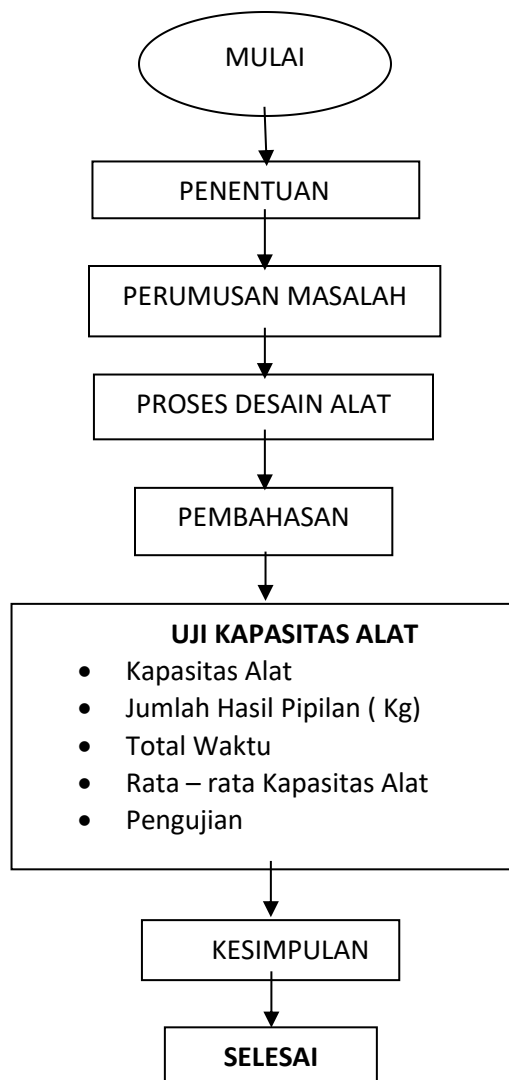 MULAI
PENENTUAN
PERUMUSAN MASALAH
PROSES DESAIN ALAT
PEMBAHASAN
UJI KAPASITAS ALAT
• Kapasitas Alat
• Jumlah Hasil Pipilan ( Kg)
• Total Waktu
• Rata – rata Kapasitas Alat
• Pengujian
KESIMPULAN
SELESAI